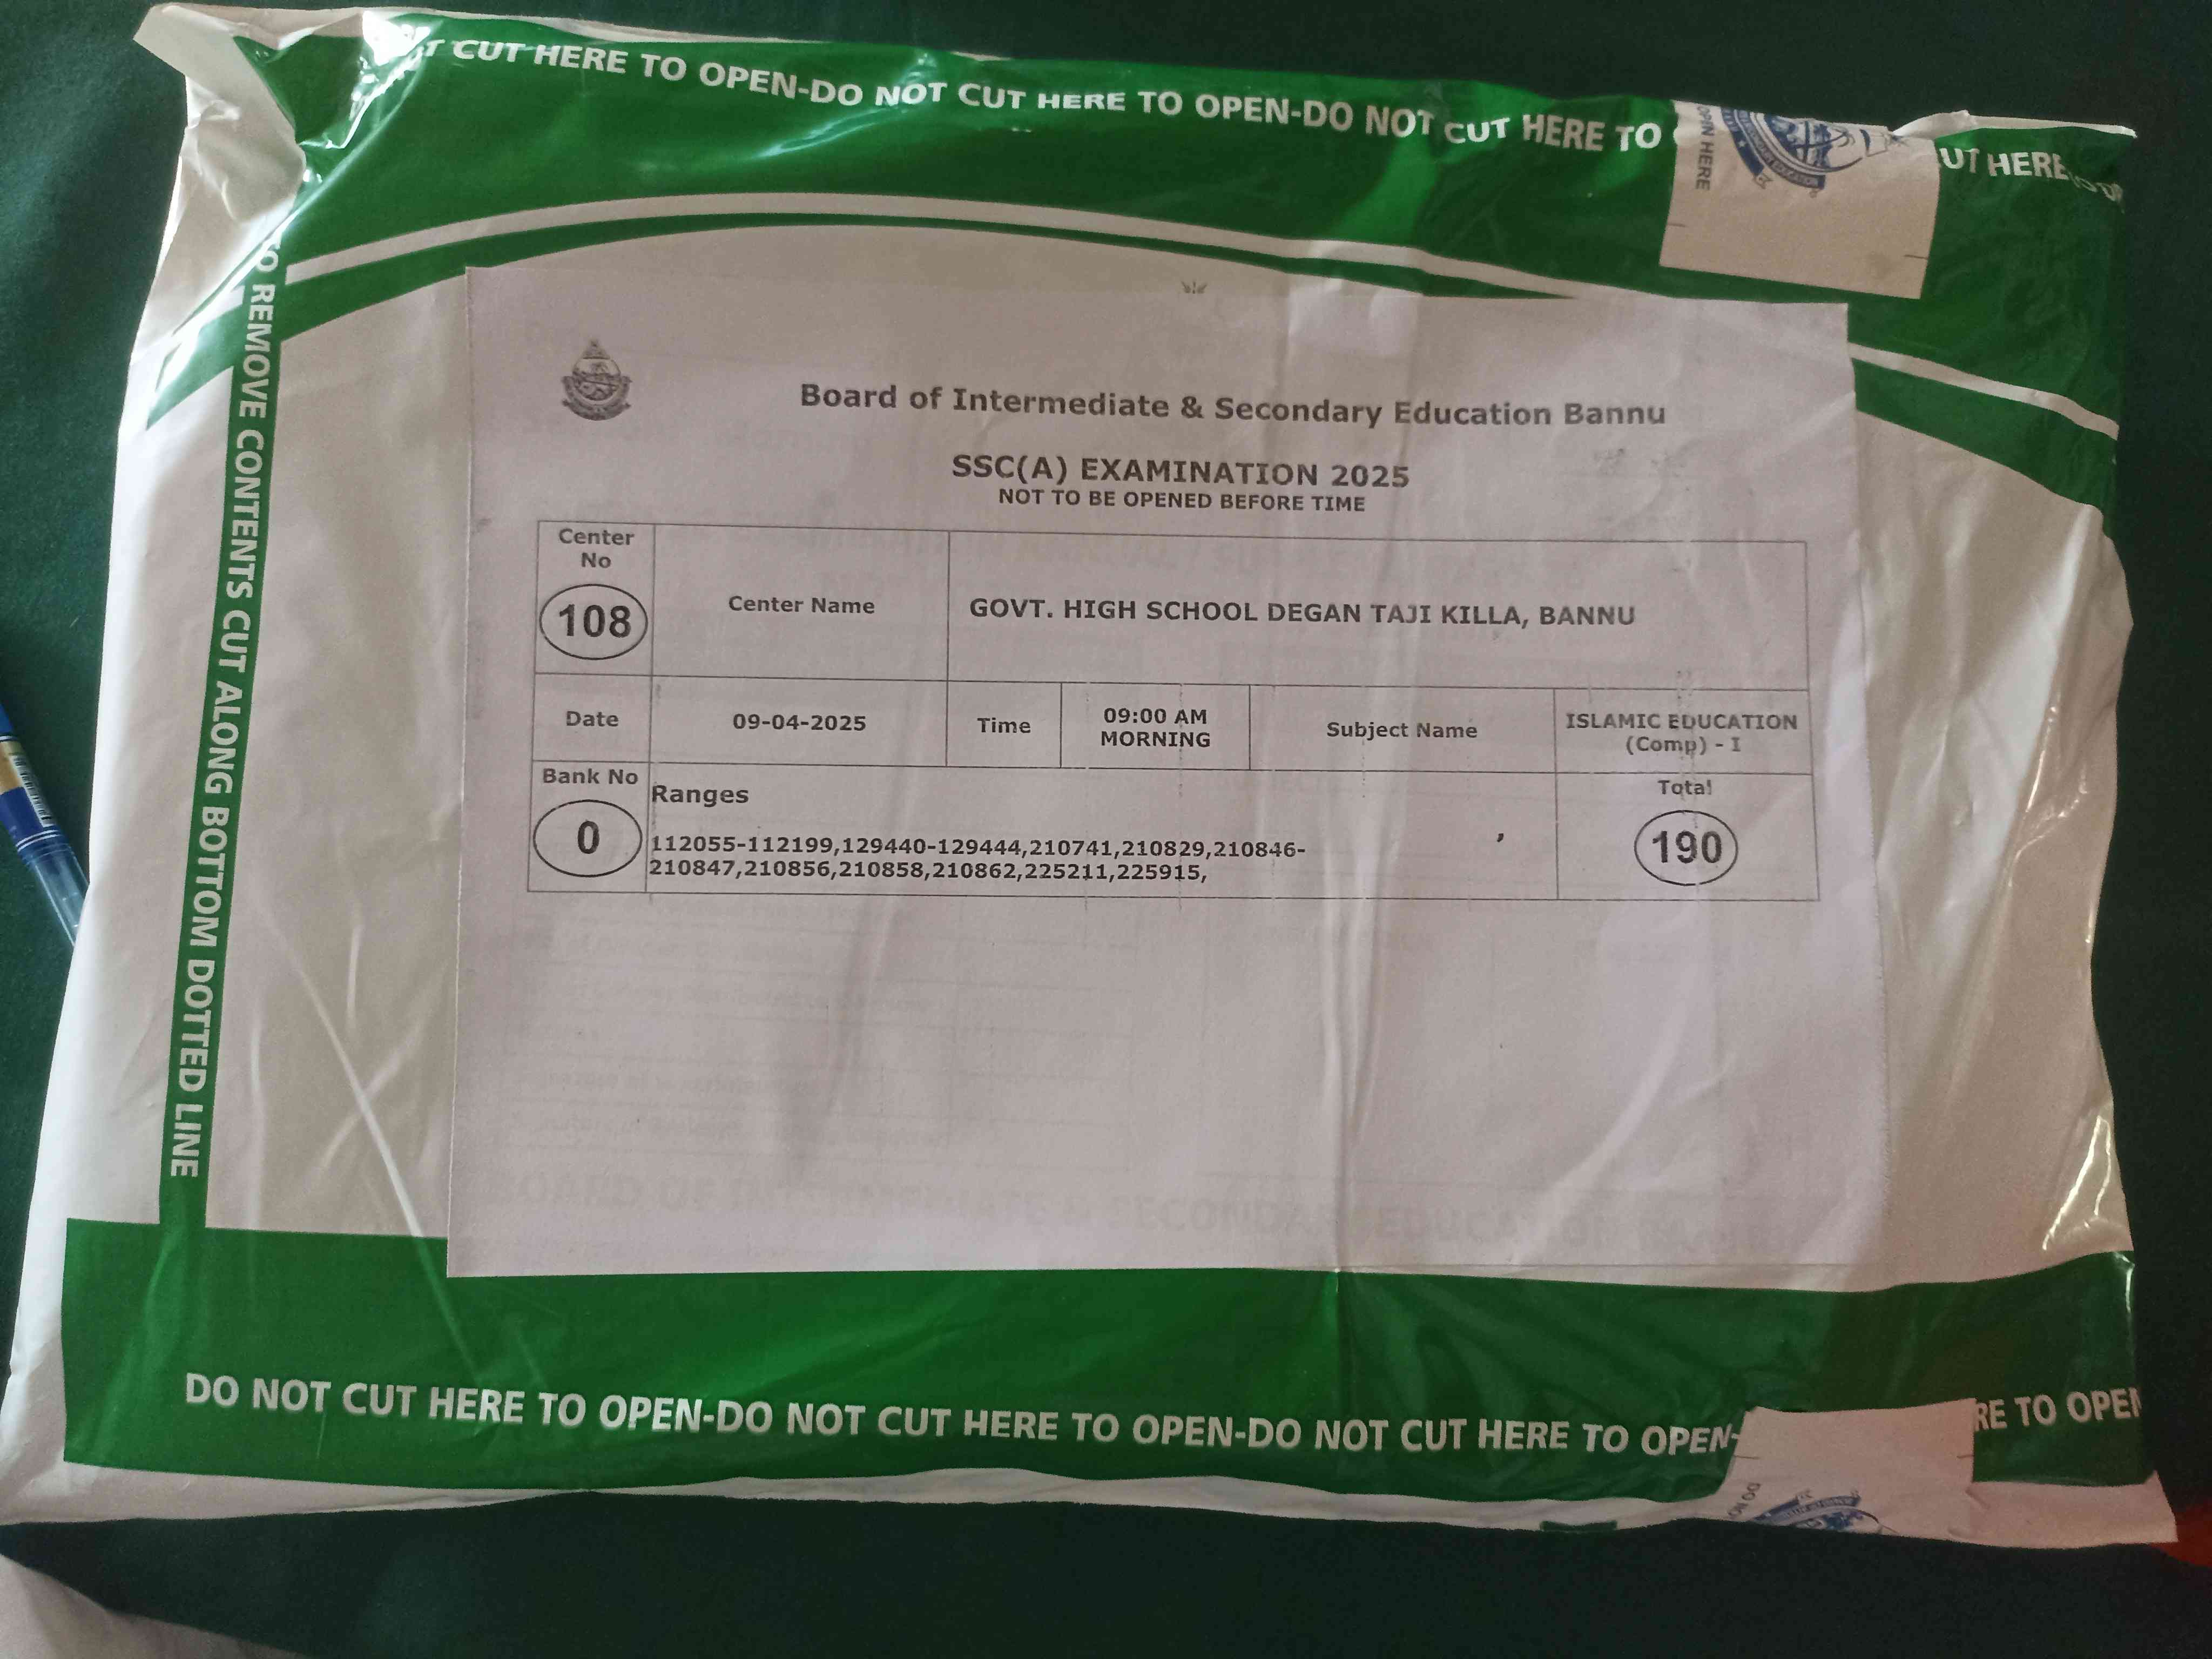 T CUT HERE TO OPEN-DO NOT CUT HERE TO OPEN-DO NOT CUT HERE TO
UT HERE TO OP
OPIN HERE
TO REMOVE CONTENTS CUT ALONG BOTTOM DOTTED LINE
Board of Intermediate & Secondary Education Bannu
SSC(A) EXAMINATION 2025
NOT TO BE OPENED BEFORE TIME
Center
No
108
Center Name
GOVT. HIGH SCHOOL DEGAN TAJI KILLA, BANNU
Date
09-04-2025
Time
09:00 AM
MORNING
Subject Name
ISLAMIC EDUCATION
(Comp) - I
Bank No
0
Ranges
112055-112199,129440-129444,210741,210829,210846-
210847,210856,210858,210862,225211,225915,
Total
190
DO NOT CUT HERE TO OPEN-DO NOT CUT HERE TO OPEN-DO NOT CUT HERE TO OPEN-
RE TO OPEN
DO NO